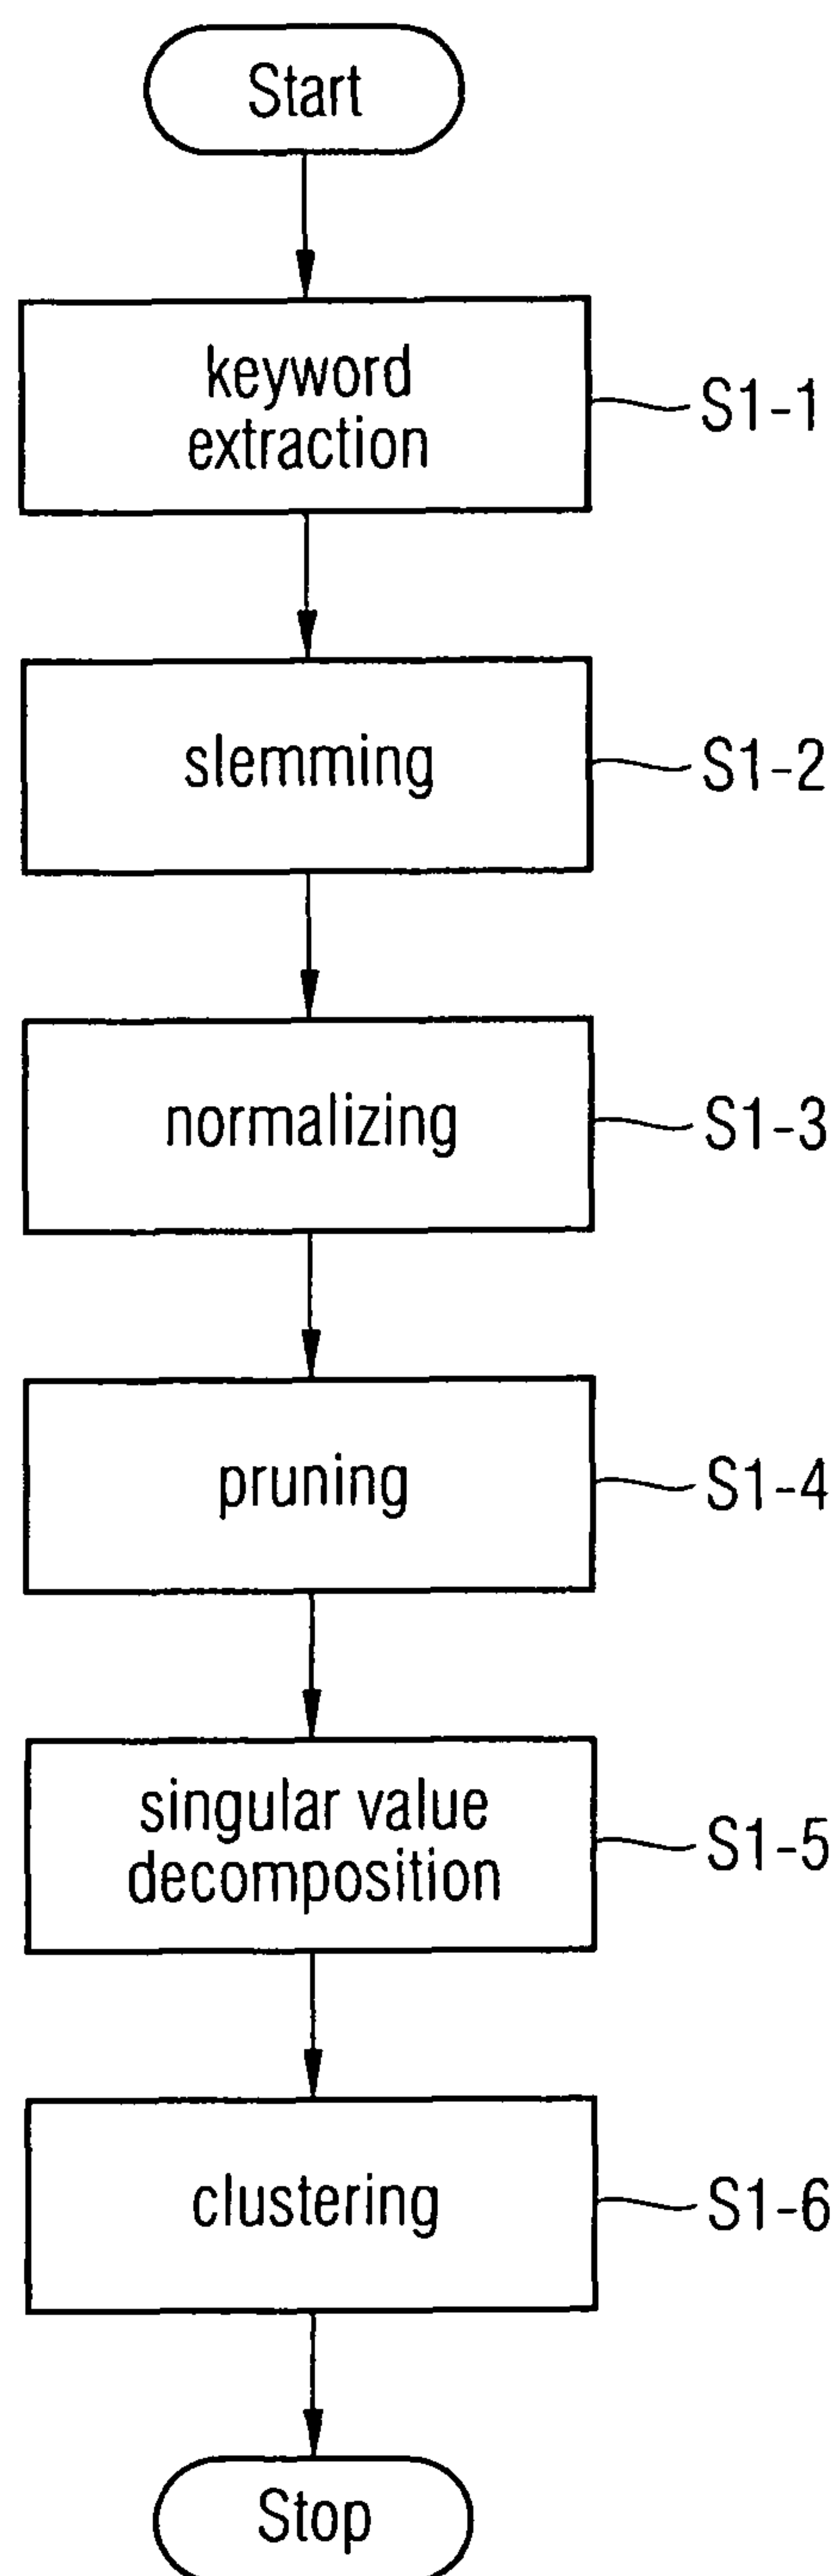 Start
keyword
extraction
S1-1
slemming
S1-2
normalizing
S1-3
pruning
S1-4
singular value
decomposition
S1-5
clustering
S1-6
Stop